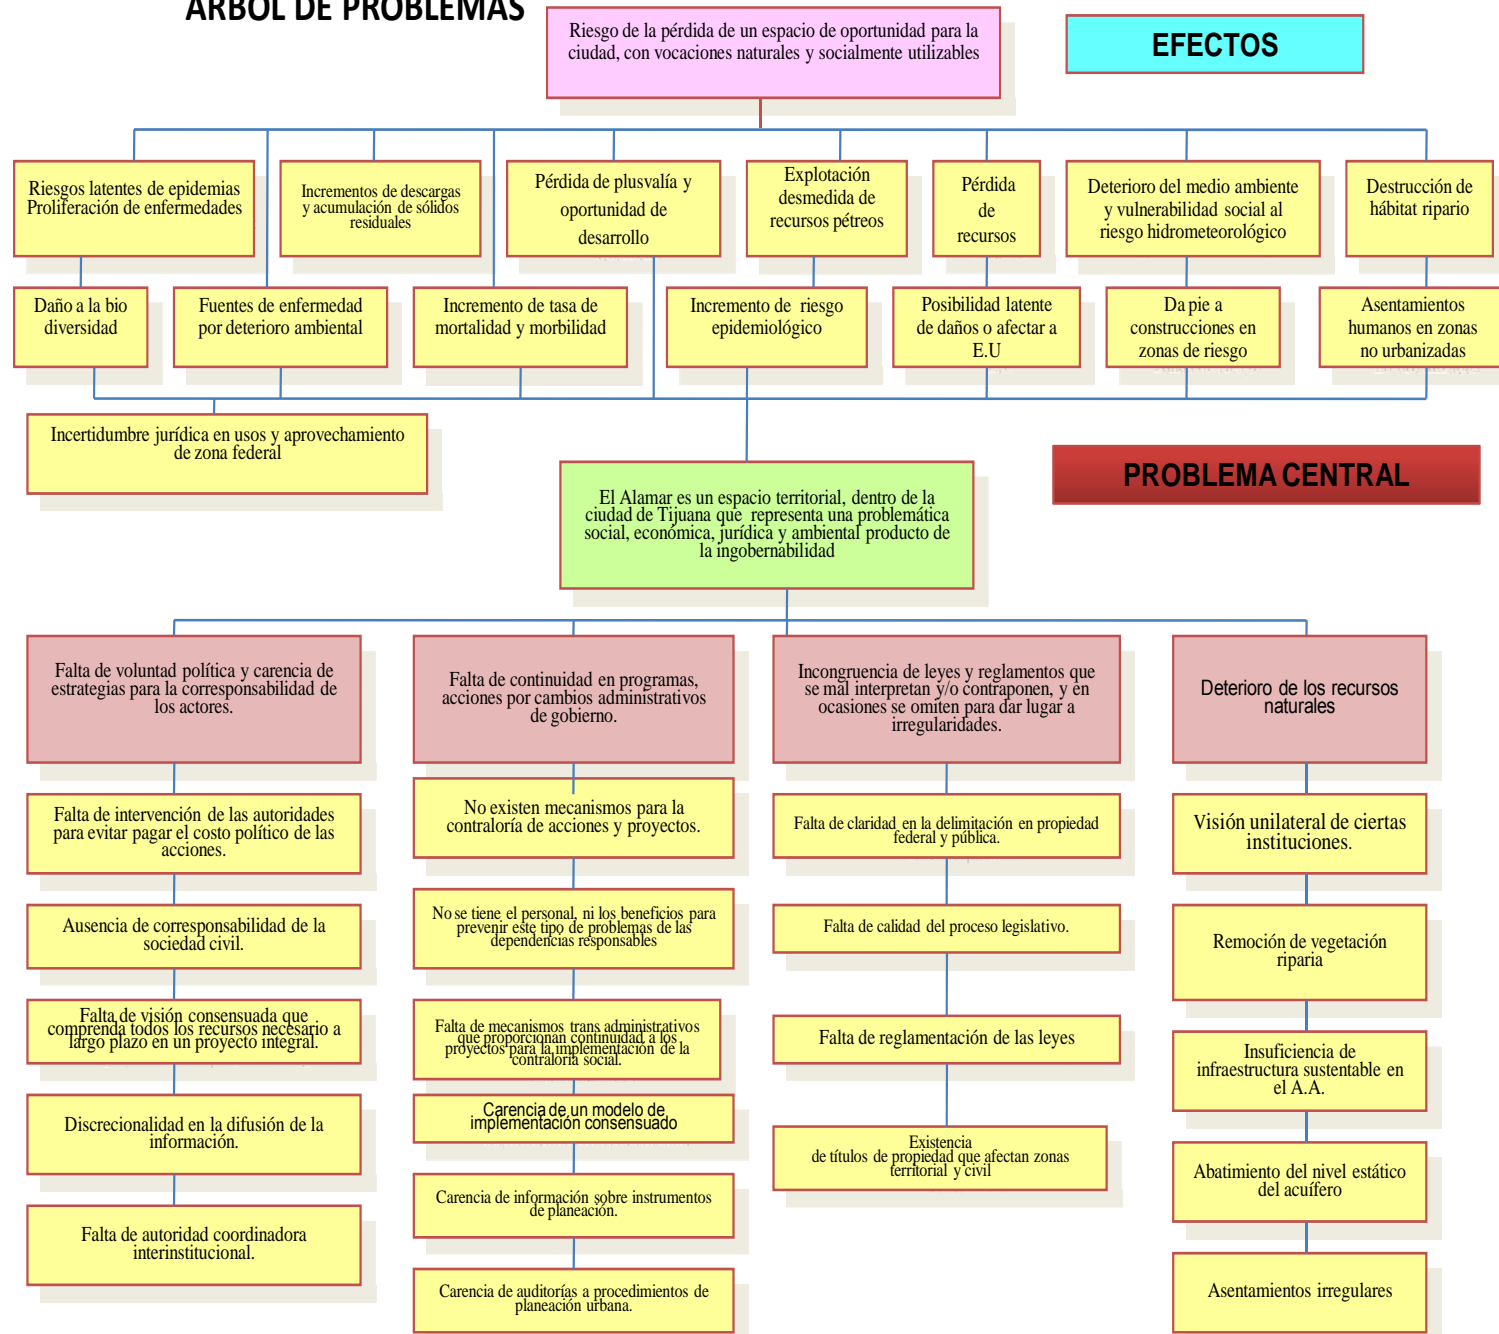 ÁRBOL DE PROBLEMAS
Riesgo de la pérdida de un espacio de oportunidad para la
ciudad, con vocaciones naturales y socialmente utilizables
EFECTOS
Riesgos latentes de epidemias
Proliferación de enfermedades
Incrementos de descargas
y acumulación de sólidos
residuales
Pérdida de plusvalía y
oportunidad de
desarrollo
Explotación
desmedida de
recursos pétreos
Pérdida
de
recursos
Deterioro del medio ambiente
y vulnerabilidad social al
riesgo hidrometeorológico
Destrucción de
hábitat ripario
Daño a la bio
diversidad
Fuentes de enfermedad
por deterioro ambiental
Incremento de tasa de
mortalidad y morbilidad
Incremento de riesgo
epidemiológico
Posibilidad latente
de daños o afectar a
E.U
Da pie a
construcciones en
zonas de riesgo
Asentamientos
humanos en zonas
no urbanizadas
Incertidumbre jurídica en usos y aprovechamiento
de zona federal
PROBLEMA CENTRAL
El Alamar es un espacio territorial, dentro de la
ciudad de Tijuana que representa una problemática
social, económica, jurídica y ambiental producto de
la ingobernabilidad
Falta de voluntad política y carencia de
estrategias para la corresponsabilidad de
los actores.
Falta de intervención de las autoridades
para evitar pagar el costo político de las
acciones.
Ausencia de corresponsabilidad de la
sociedad civil.
Falta de visión consensuada que
comprenda todos los recursos necesario a
largo plazo en un proyecto integral.
Discrecionalidad en la difusión de la
información.
Falta de autoridad coordinadora
interinstitucional.
Falta de continuidad en programas,
acciones por cambios administrativos
de gobierno.
No existen mecanismos para la
contraloría de acciones y proyectos.
No se tiene el personal, ni los beneficios para
prevenir este tipo de problemas de las
dependencias responsables
Falta de mecanismos trans administrativos
que proporcionan continuidad a los
proyectos para la implementación de la
contraloría social.
Carencia de un modelo de
implementación consensuado
Carencia de información sobre instrumentos
de planeación.
Carencia de auditorías a procedimientos de
planeación urbana.
Incongruencia de leyes y reglamentos que
se mal interpretan y/o contraponen, y en
ocasiones se omiten para dar lugar a
irregularidades.
Falta de claridad en la delimitación en propiedad
federal y pública.
Falta de calidad del proceso legislativo.
Falta de reglamentación de las leyes
Existencia
de títulos de propiedad que afectan zonas
territorial y civil
Deterioro de los recursos
naturales
Visión unilateral de ciertas
instituciones.
Remoción de vegetación
riparia
Insuficiencia de
infraestructura sustentable en
el A.A.
Abatimiento del nivel estático
del acuífero
Asentamientos irregulares